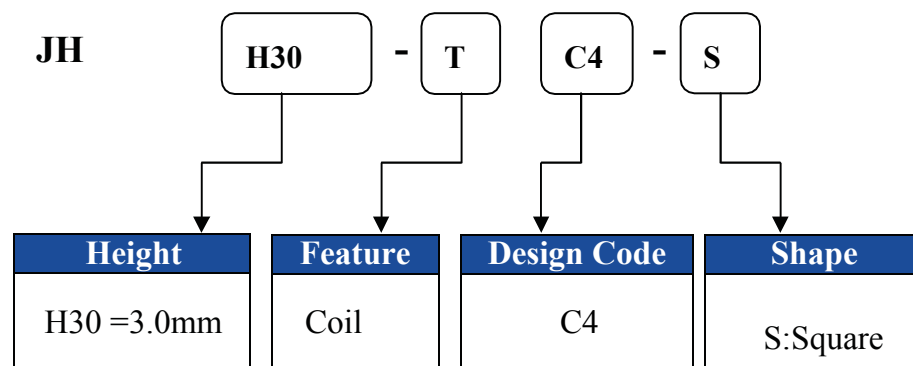 JH H30 - T C4 - S
Height Feature Design Code Shape
H30 =3.0mm Coil C4 S:Square